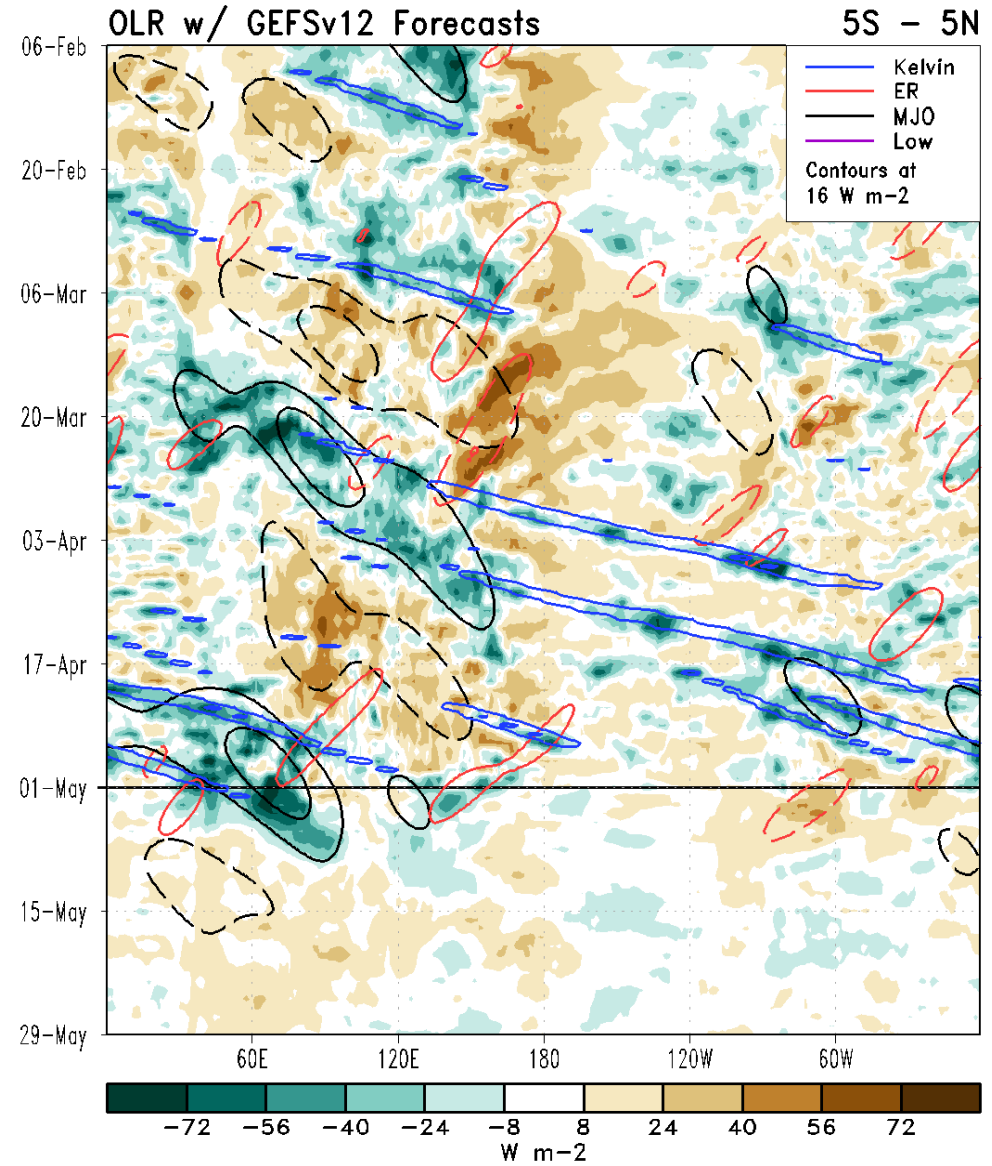 OLR w/ GEFSv12 Forecasts 5S - 5N
06-Feb
20-Feb
06-Mar
20-Mar
03-Apr
17-Apr
01-May
15-May
29-May
Kelvin
ER
MJO
Low
Contours at
16 W m-2
60E 120E 180 120W 60W
-72 -56 -40 -24 -8 8 24 40 56 72
W m-2